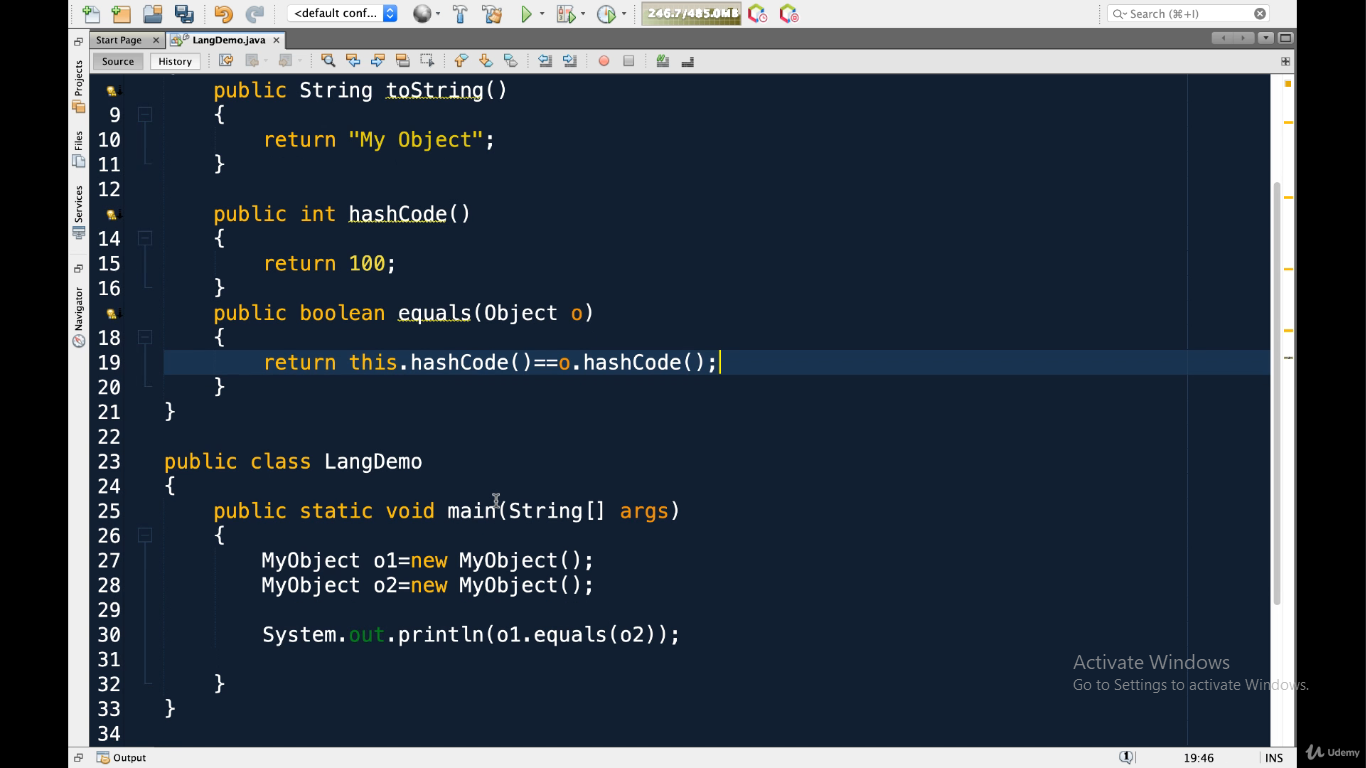 <default conf...
246.7/485.0MB
Search (⌘+I)
Start Page
LangDemo.java
Source
History
Projects
Files
Services
Navigator
public String toString()
9 {
10 return "My Object";
11 }
12
public int hashCode()
14 {
15 return 100;
16 }
public boolean equals(Object o)
18 {
19 return this.hashCode()==o.hashCode();
20 }
21 }
22
23 public class LangDemo
24 {
25 public static void main(String[] args)
26 {
27 MyObject o1=new MyObject();
28 MyObject o2=new MyObject();
29
30 System.out.println(o1.equals(o2));
31
32 }
33 }
34
Activate Windows
Go to Settings to activate Windows.
Output
1
19:46
INS
Udemy